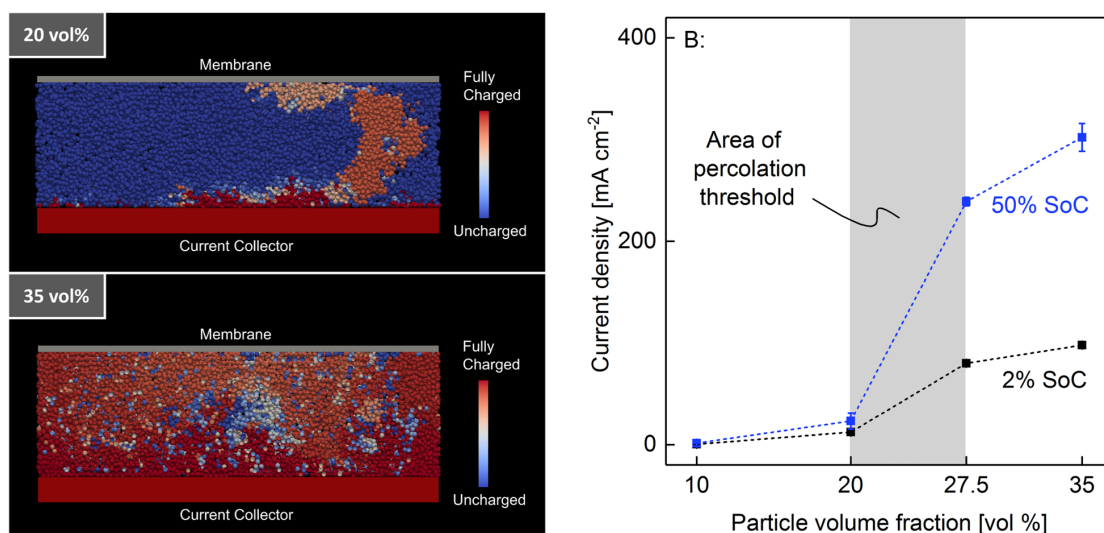 20 vol%
Membrane
Fully
Charged
Uncharged
Current Collector
35 vol%
Membrane
Fully
Charged
Uncharged
Current Collector
B:
400
200
0
Current density [mA cm⁻²]
Area of
percolation
threshold
50% SoC
2% SoC
10 20 27.5 35
Particle volume fraction [vol %]